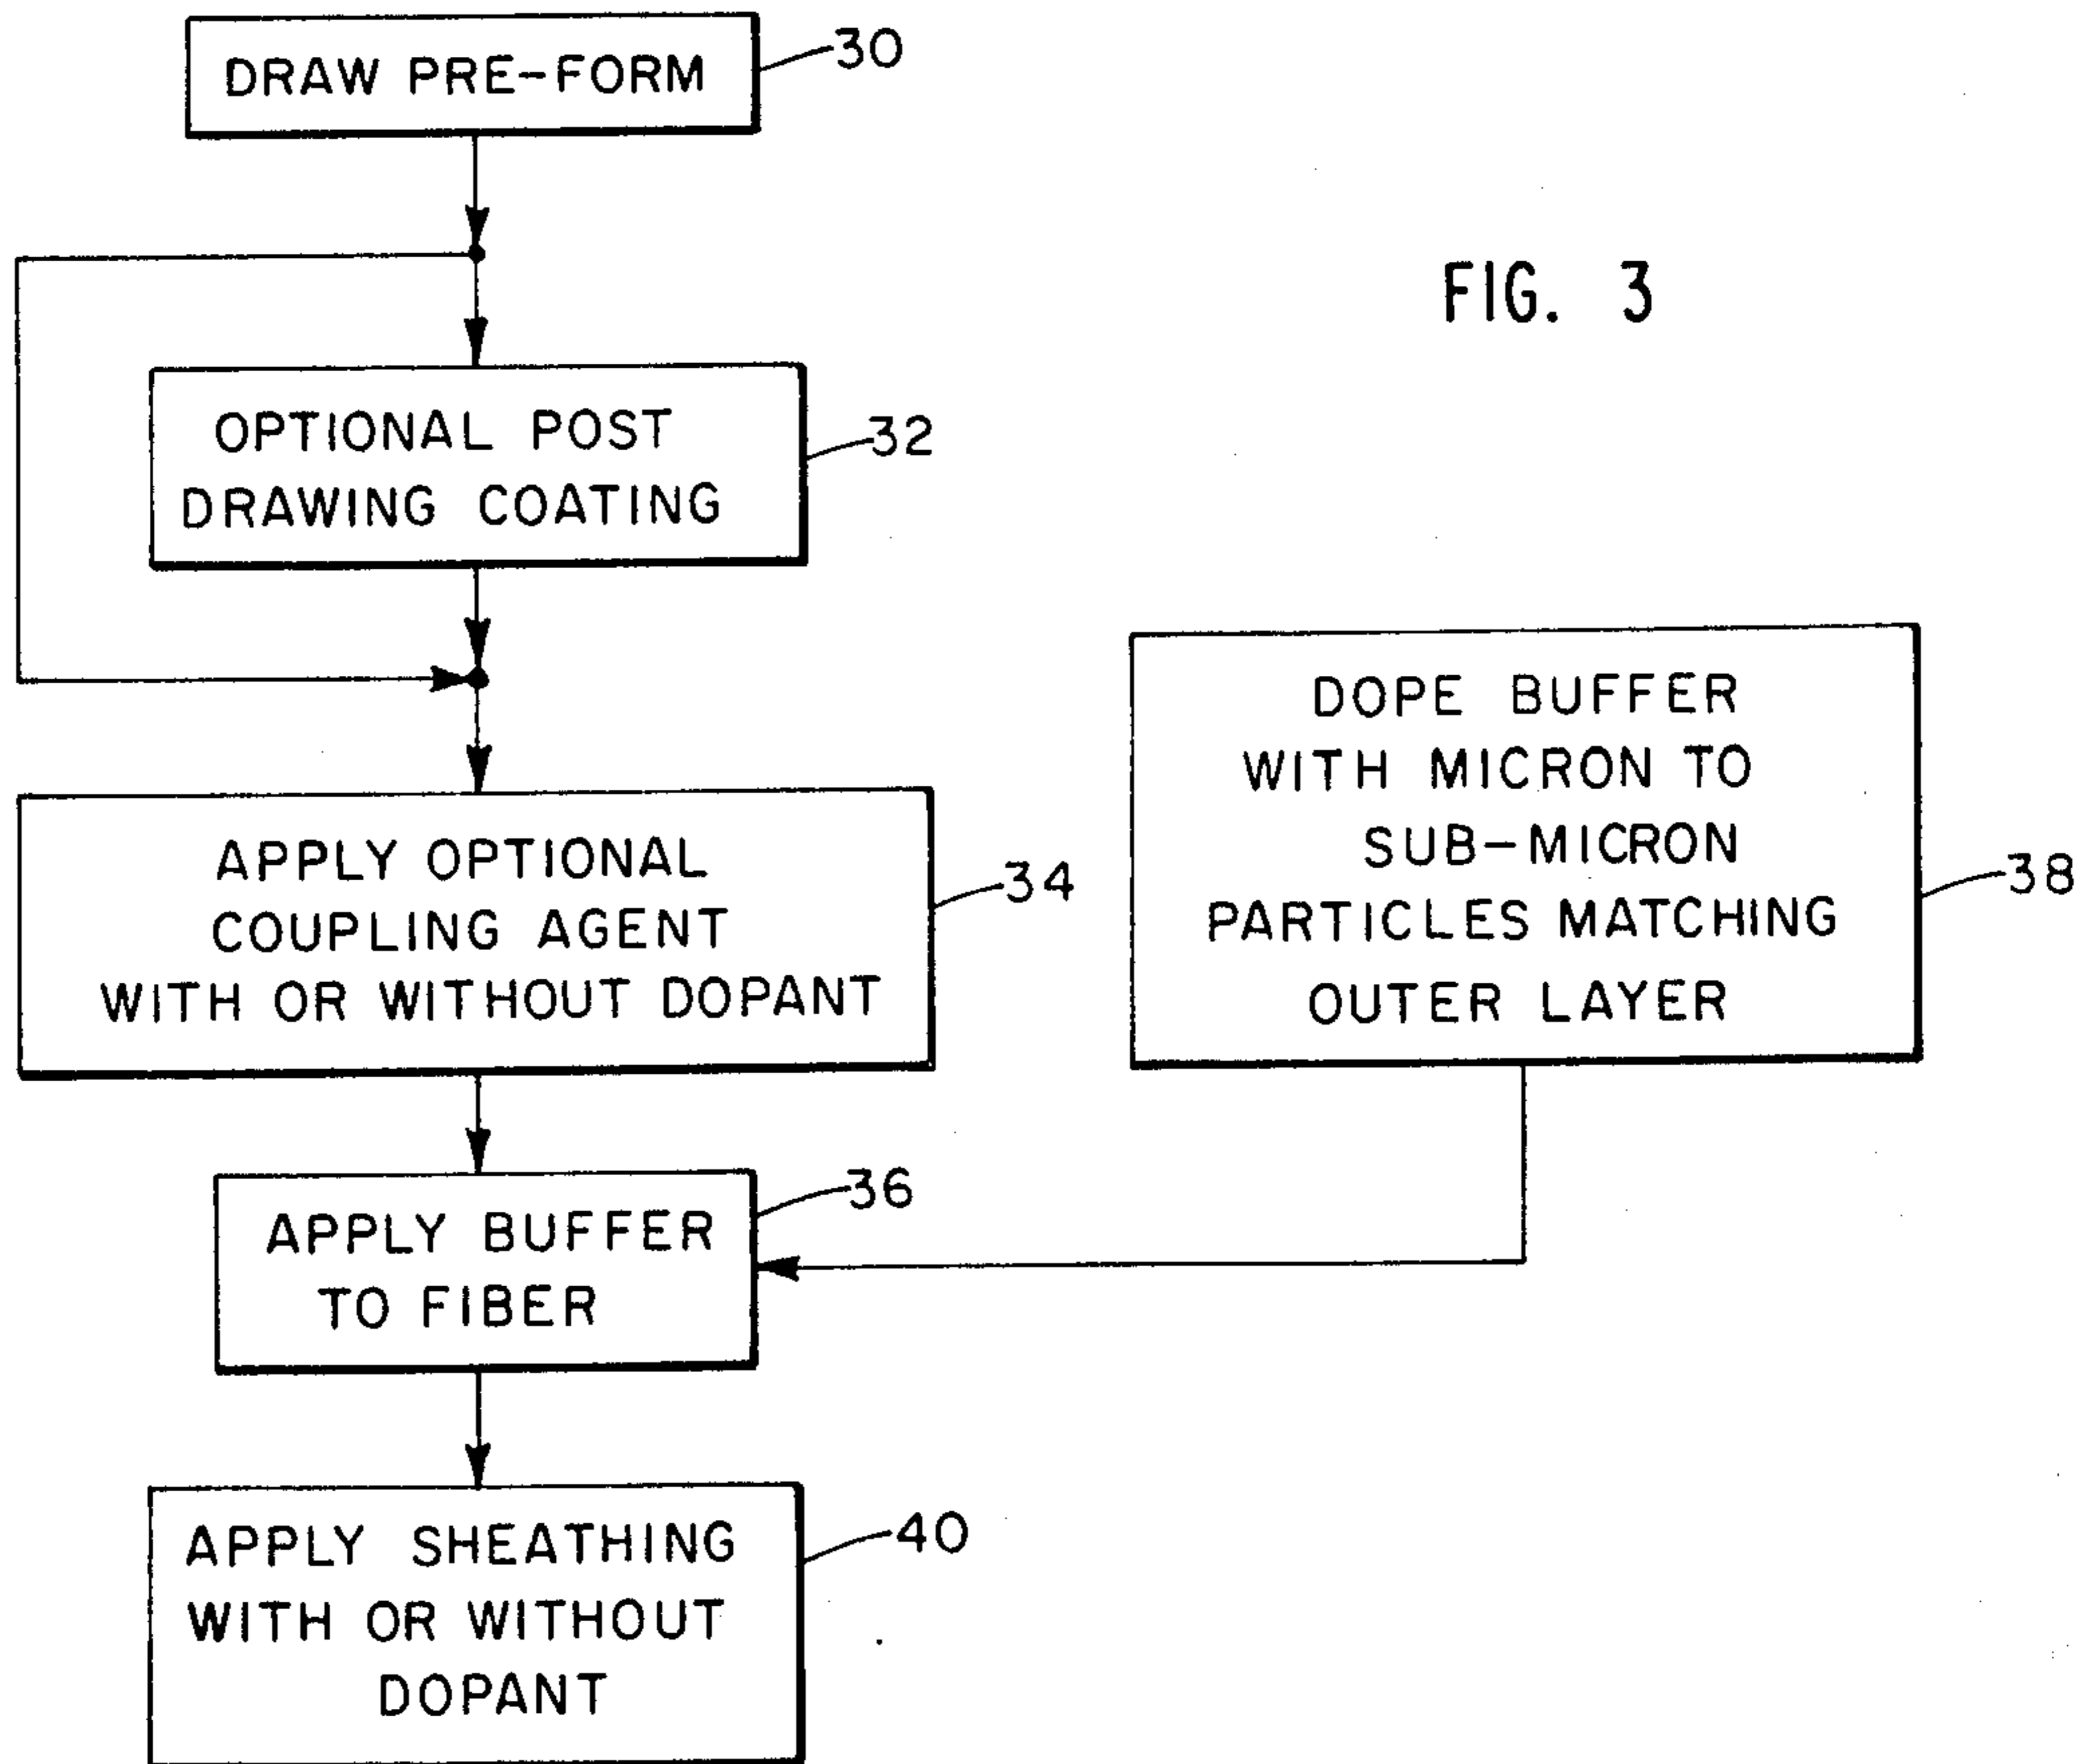 DRAW PRE-FORM
30
FIG. 3
OPTIONAL POST
DRAWING COATING
32
APPLY OPTIONAL
COUPLING AGENT
WITH OR WITHOUT DOPANT
34
DOPE BUFFER
WITH MICRON TO
SUB-MICRON
PARTICLES MATCHING
OUTER LAYER
38
APPLY BUFFER
TO FIBER
36
APPLY SHEATHING
WITH OR WITHOUT
DOPANT
40